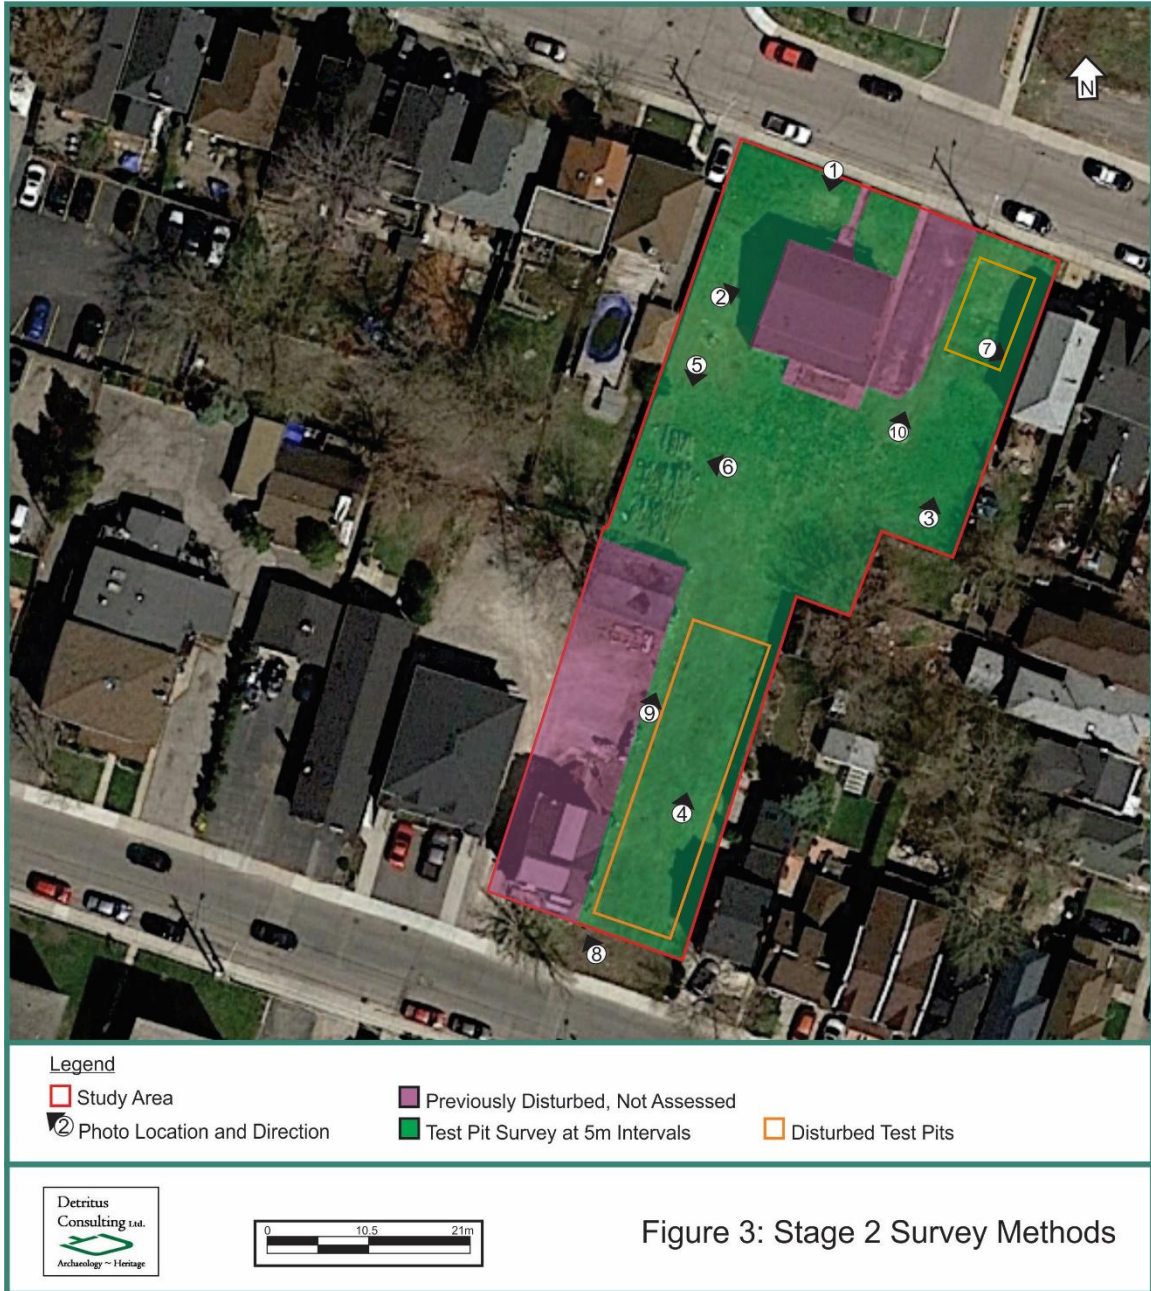 N
1
2
5
7
10
6
3
9
4
8
Legend
Study Area
Previously Disturbed, Not Assessed
2 Photo Location and Direction
Test Pit Survey at 5m Intervals
Disturbed Test Pits
Detritus
Consulting Ltd.
Archaeology ~ Heritage
0 10.5 21m
Figure 3: Stage 2 Survey Methods